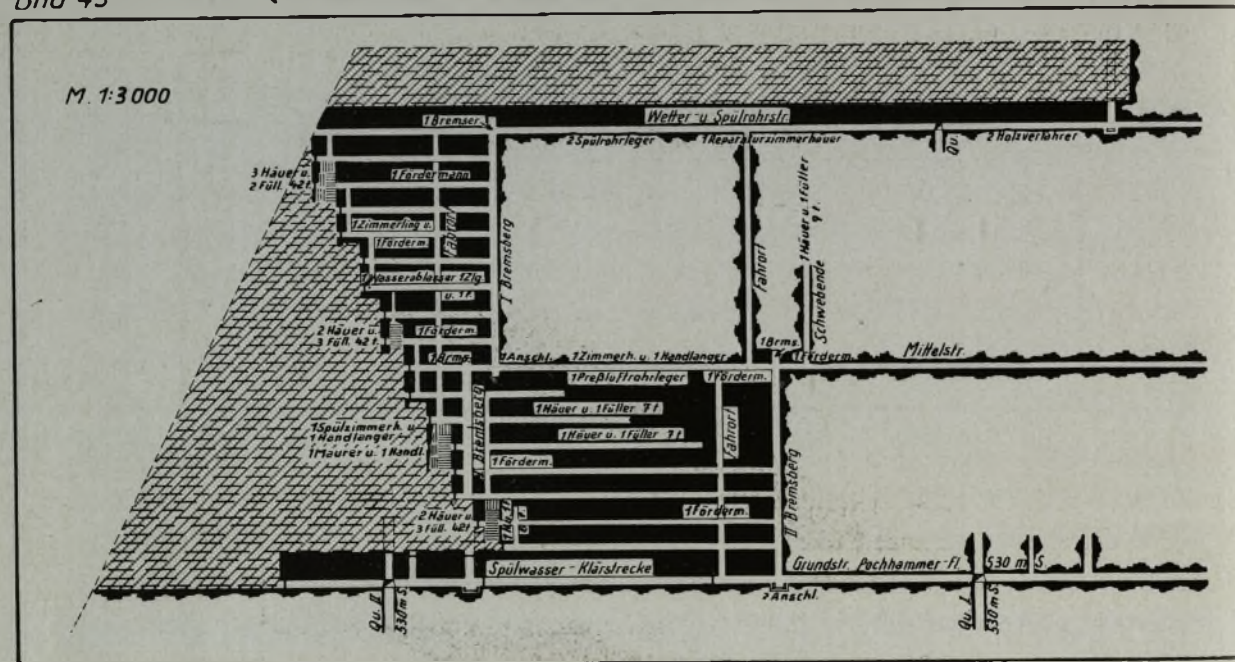 Bild 45
M. 1:3000
Wetter- u. Spülrohrstr.
1 Bremser
2 Spülrohrleger
1 Reparaturzimmerhäuer
Qu.
2 Holzverfahrer
3 Häuer u.
2 Füll. 42 t.
1 Fördermann
1 Zimmerling u.
1 Förderm.
Fahrort
1 Wasserablasser 1 Zlg.
u. 1 f.
I Bremsberg
Fahrort
1 Häuer u. 1 Füller
9 t.
Schwebende
2 Häuer u.
3 Füll. 42 t.
1 Förderm.
1 Brms.
1 Anschl.
1 Zimmerh. u. 1 Handlanger
1 Brms.
1 Förderm.
Mittelstr.
1 Preßluftrohrleger
1 Förderm.
1 Häuer u. 1 Füller 7 t
1 Häuer u. 1 Füller 7 t.
Fahrort
Bremsberg
1 Spülzimmerh. u.
1 Handlanger
1 Maurer u. 1 Handl.
1 Förderm.
2 Häuer u.
3 Füll. 42 t
1 Förderm.
II Bremsberg
Spülwasser-Klärstrecke
Grundstr. Pochhammer-Fl. 530 m S.
2 Anschl.
Qu. II
530 m S.
Qu. I
530 m S.